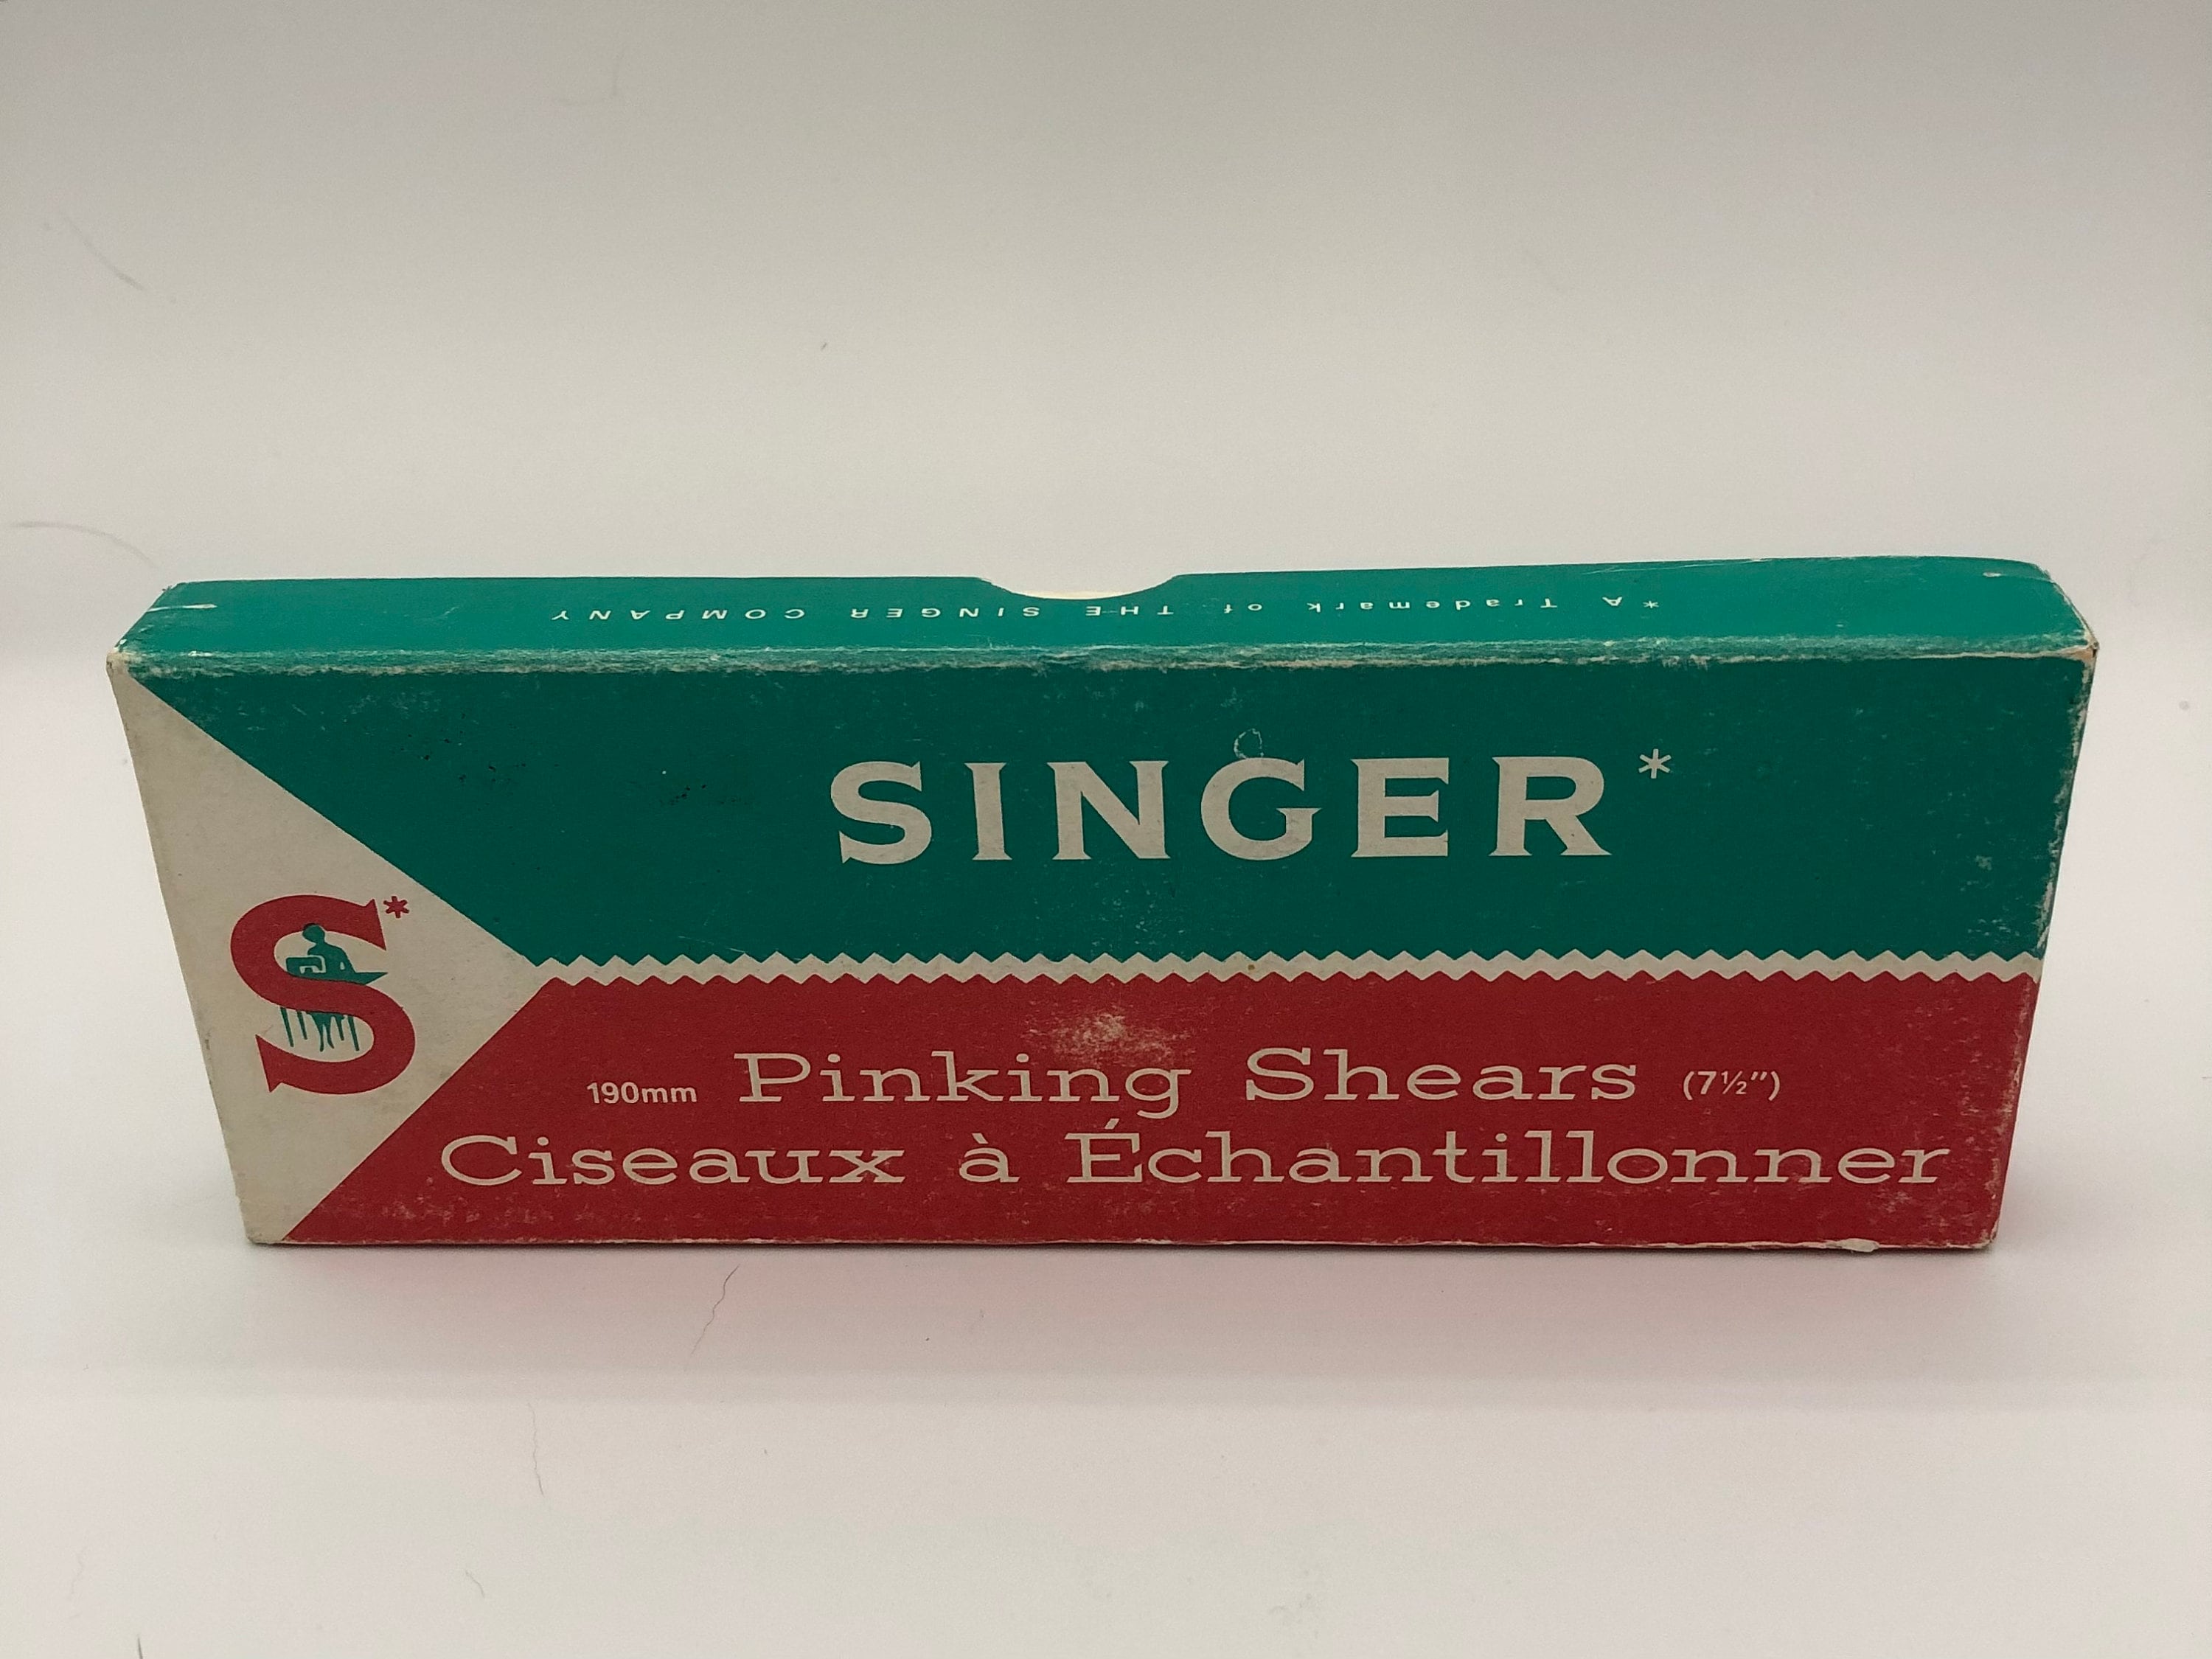 *A Trademark of THE SINGER COMPANY
SINGER*
S*
190mm Pinking Shears (7½")
Ciseaux à Échantillonner